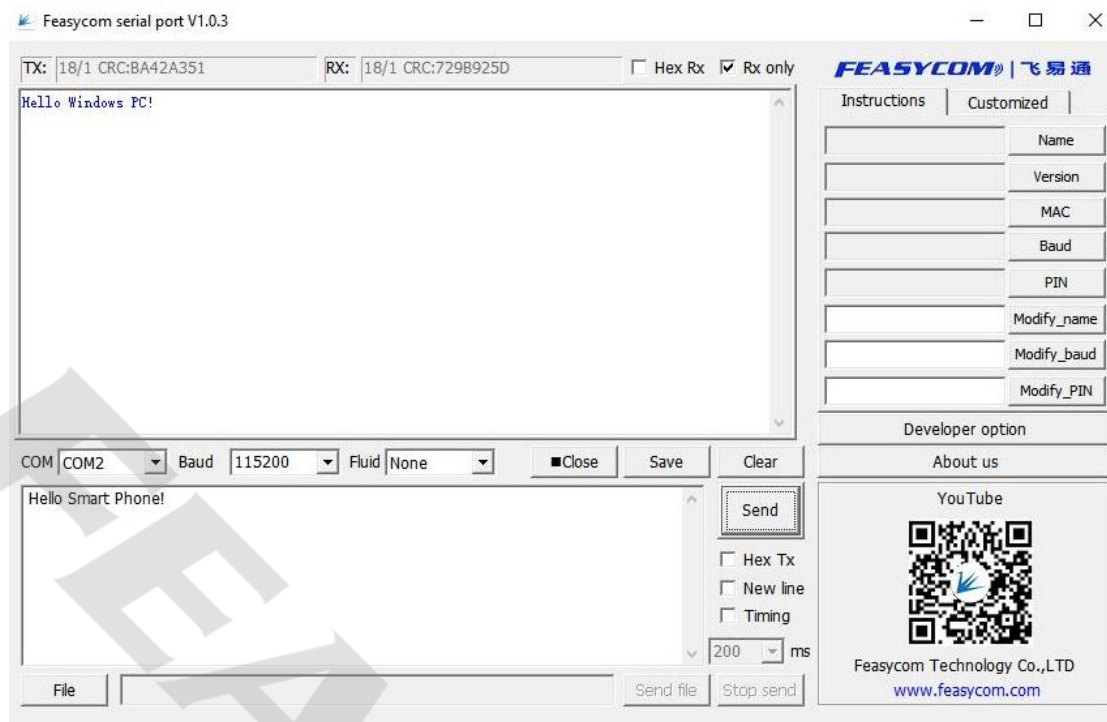 Feasycom serial port V1.0.3
TX: 18/1 CRC:BA42A351 RX: 18/1 CRC:729B925D Hex Rx Rx only
FEASYCOM | 飞易通
Hello Windows PC!
Instructions Customized
Name
Version
MAC
Baud
PIN
Modify_name
Modify_baud
Modify_PIN
Developer option
COM COM2 Baud 115200 Fluid None ■Close Save Clear
About us
Hello Smart Phone!
Send
Hex Tx
New line
Timing
200 ms
File Send file Stop send
YouTube
Feasycom Technology Co.,LTD
www.feasycom.com
FEA